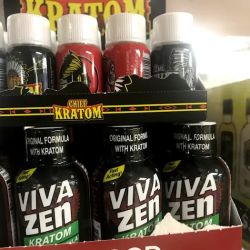 KRATOM
CHIEF
KRATOM
ORIGINAL FORMULA
WITH KRATOM
VIVA
ZEN
KRATOM
ORIGINAL FORMULA
WITH KRATOM
VIVA
ZEN
KRATOM
ORIGINAL FORMULA
WITH KRATOM
VIVA
ZEN
KRATOM